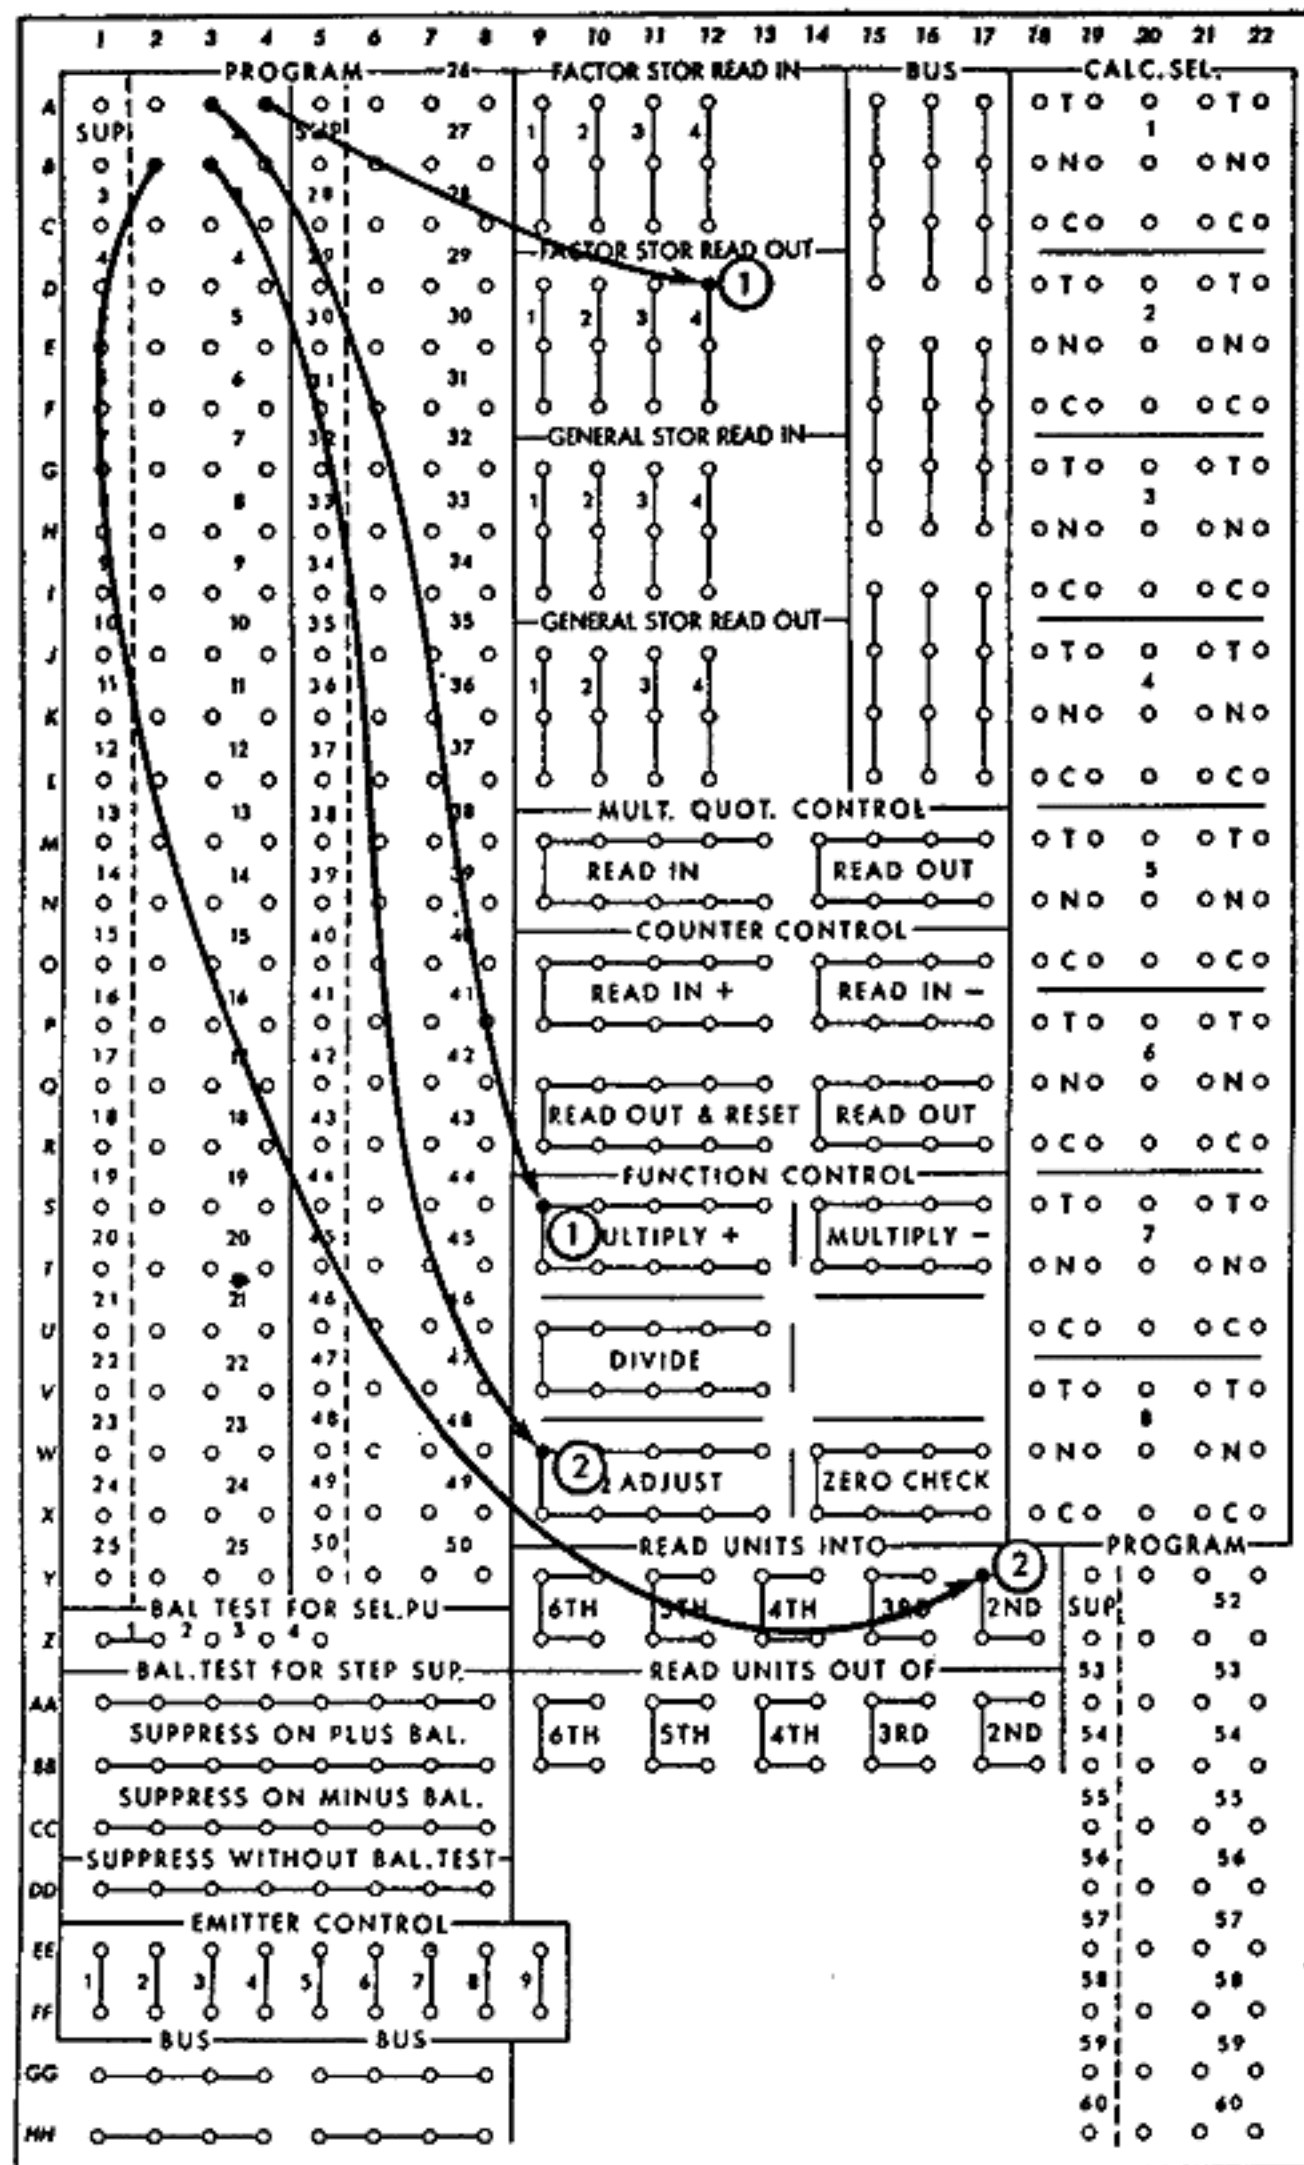 1 2 3 4 5 6 7 8 9 10 11 12 13 14 15 16 17 18 19 20 21 22
PROGRAM 26 FACTOR STOR READ IN BUS CALC. SEL.
A T T
SUP 2 SUP 27 1 2 3 4 1
B N N
3 3 28 28
C C C
4 4 29 29 FACTOR STOR READ OUT
D 1 T T
5 30 30 1 2 3 4 2
E N N
6 31 31
F C C
7 7 32 32 GENERAL STOR READ IN
G T T
8 8 33 33 1 2 3 4 3
H N N
9 9 34 34
I C C
10 10 35 35 GENERAL STOR READ OUT
J T T
11 11 36 36 1 2 3 4 4
K N N
12 12 37 37
L C C
13 13 38 38 MULT. QUOT. CONTROL
M T T
14 14 39 39 READ IN READ OUT 5
N N N
15 15 40 40 COUNTER CONTROL
O C C
16 16 41 41 READ IN + READ IN −
P T T
17 17 42 42 6
Q N N
18 18 43 43 READ OUT & RESET READ OUT
R C C
19 19 44 44 FUNCTION CONTROL
S T T
20 20 45 45 1 ULTIPLY + MULTIPLY − 7
T N N
21 21 46 46
U C C
22 22 47 47 DIVIDE
V T T
23 23 48 48 8
W N N
24 24 49 49 2 ADJUST ZERO CHECK
X C C
25 25 50 50 READ UNITS INTO PROGRAM
Y 2
BAL TEST FOR SEL.PU 6TH 5TH 4TH 3RD 2ND SUP 52
1 2 3 4
Z
BAL.TEST FOR STEP SUP. READ UNITS OUT OF 53 53
AA
SUPPRESS ON PLUS BAL. 6TH 5TH 4TH 3RD 2ND 54 54
BB
SUPPRESS ON MINUS BAL. 55 55
CC
SUPPRESS WITHOUT BAL.TEST 56 56
DD
EMITTER CONTROL 57 57
EE
1 2 3 4 5 6 7 8 9 58 58
FF
BUS BUS 59 59
GG
60 60
HH